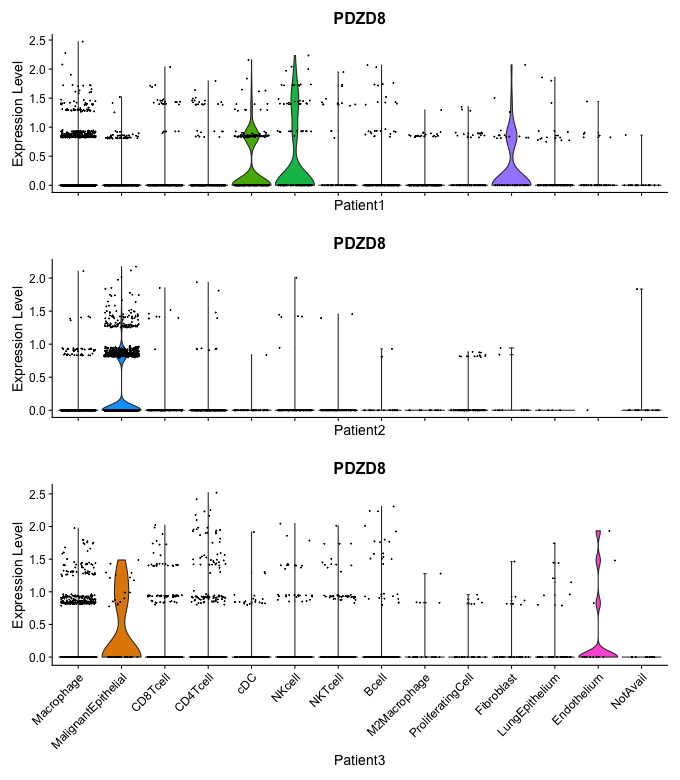 PDZD8
Expression Level
2.5
2.0
1.5
1.0
0.5
0.0
Patient1
PDZD8
Expression Level
2.0
1.5
1.0
0.5
0.0
Patient2
PDZD8
Expression Level
2.5
2.0
1.5
1.0
0.5
0.0
Macrophage
MalignantEpithelial
CD8Tcell
CD4Tcell
cDC
NKcell
NKTcell
Bcell
M2Macrophage
ProliferatingCell
Fibroblast
LungEpithelium
Endothelium
NotAvail
Patient3